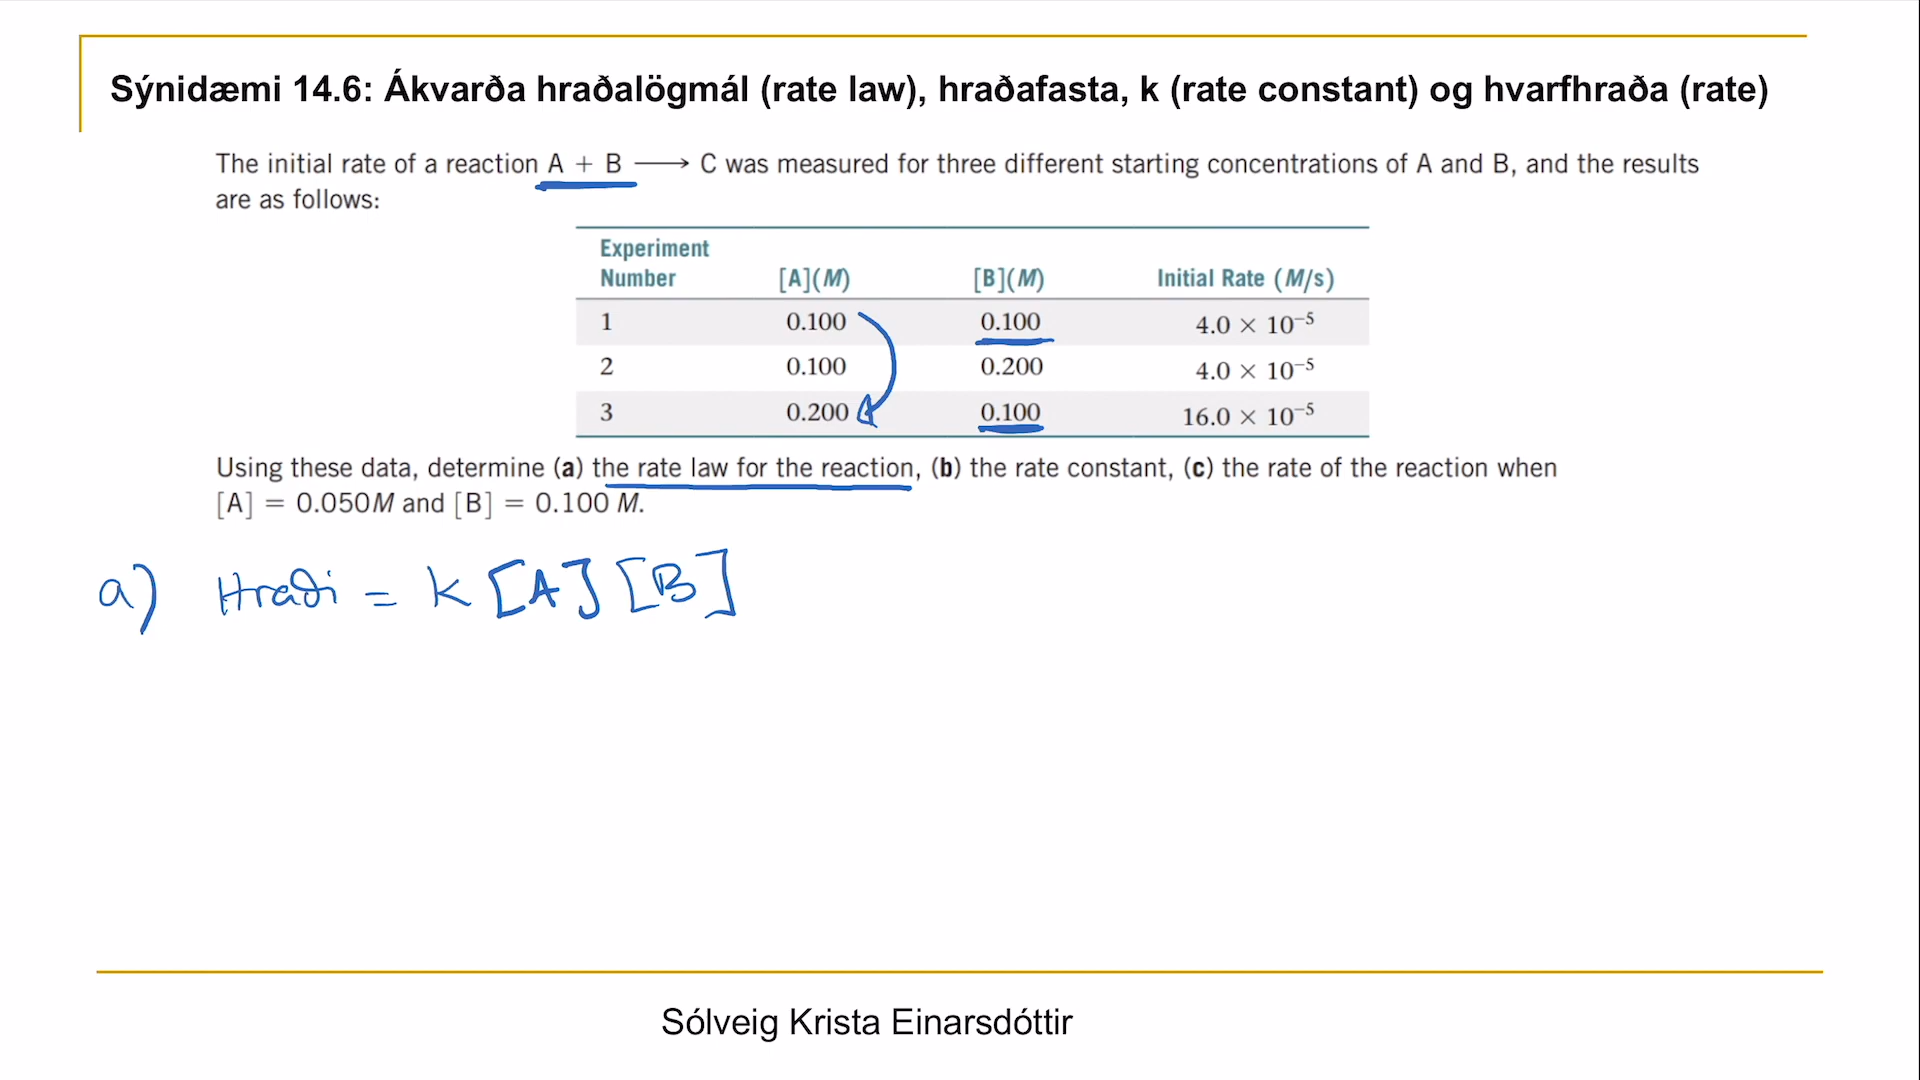 Sýnidæmi 14.6: Ákvarða hraðalögmál (rate law), hraðafasta, k (rate constant) og hvarfhraða (rate)
The initial rate of a reaction A + B ⟶ C was measured for three different starting concentrations of A and B, and the results
are as follows:
Experiment
Number [A](M) [B](M) Initial Rate (M/s)
1 0.100 0.100 4.0 × 10⁻⁵
2 0.100 0.200 4.0 × 10⁻⁵
3 0.200 0.100 16.0 × 10⁻⁵
Using these data, determine (a) the rate law for the reaction, (b) the rate constant, (c) the rate of the reaction when
[A] = 0.050M and [B] = 0.100 M.
a) Hraði = k [A] [B]
Sólveig Krista Einarsdóttir